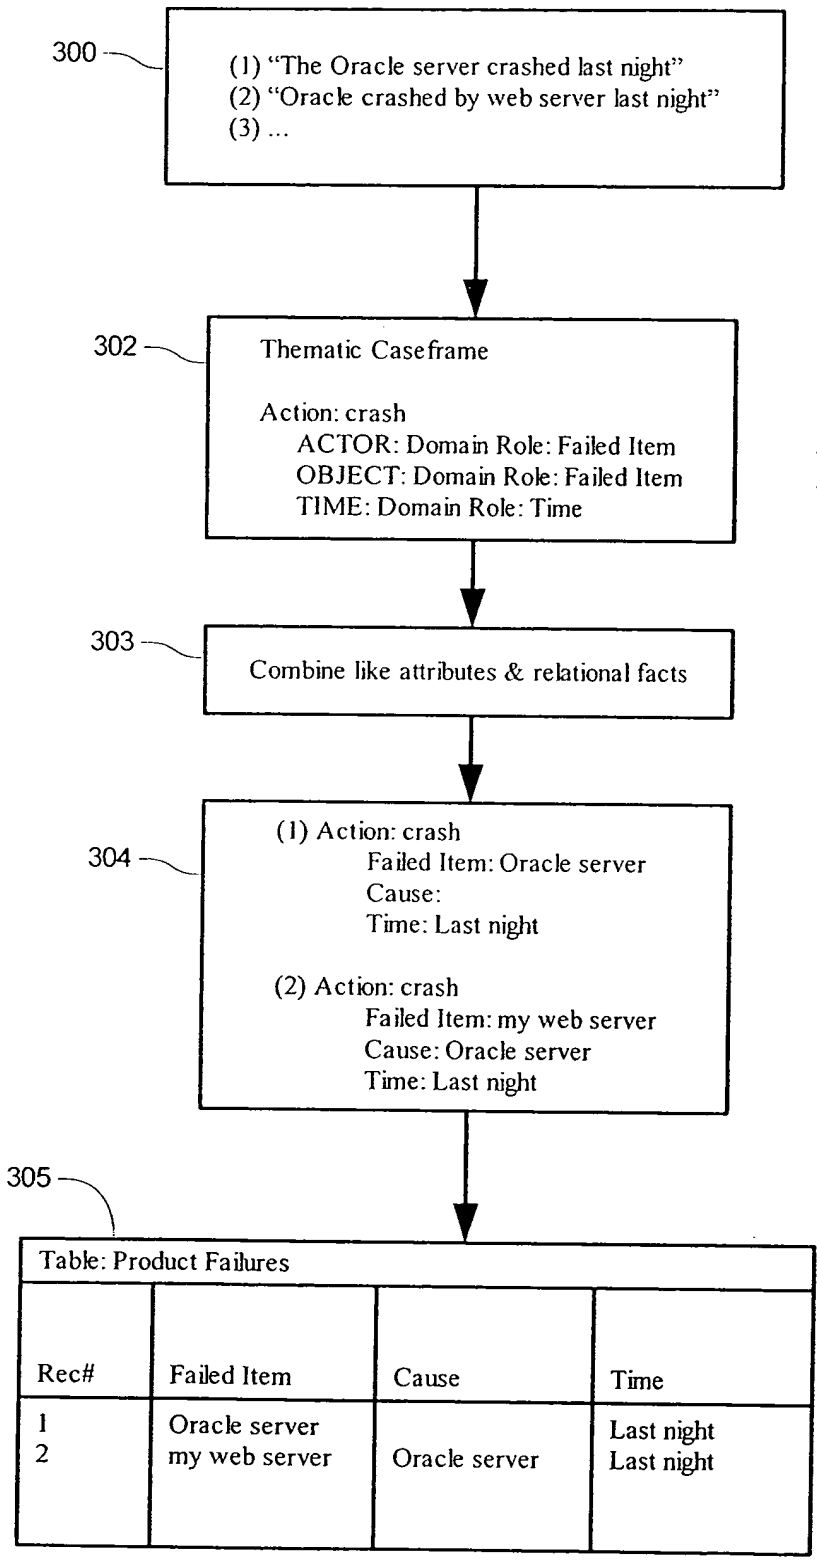 300
(1) “The Oracle server crashed last night”
(2) “Oracle crashed by web server last night”
(3) ...
302
Thematic Caseframe
Action: crash
ACTOR: Domain Role: Failed Item
OBJECT: Domain Role: Failed Item
TIME: Domain Role: Time
303
Combine like attributes & relational facts
304
(1) Action: crash
Failed Item: Oracle server
Cause:
Time: Last night
(2) Action: crash
Failed Item: my web server
Cause: Oracle server
Time: Last night
305
Table: Product Failures
Rec# Failed Item Cause Time
1 Oracle server Last night
2 my web server Oracle server Last night